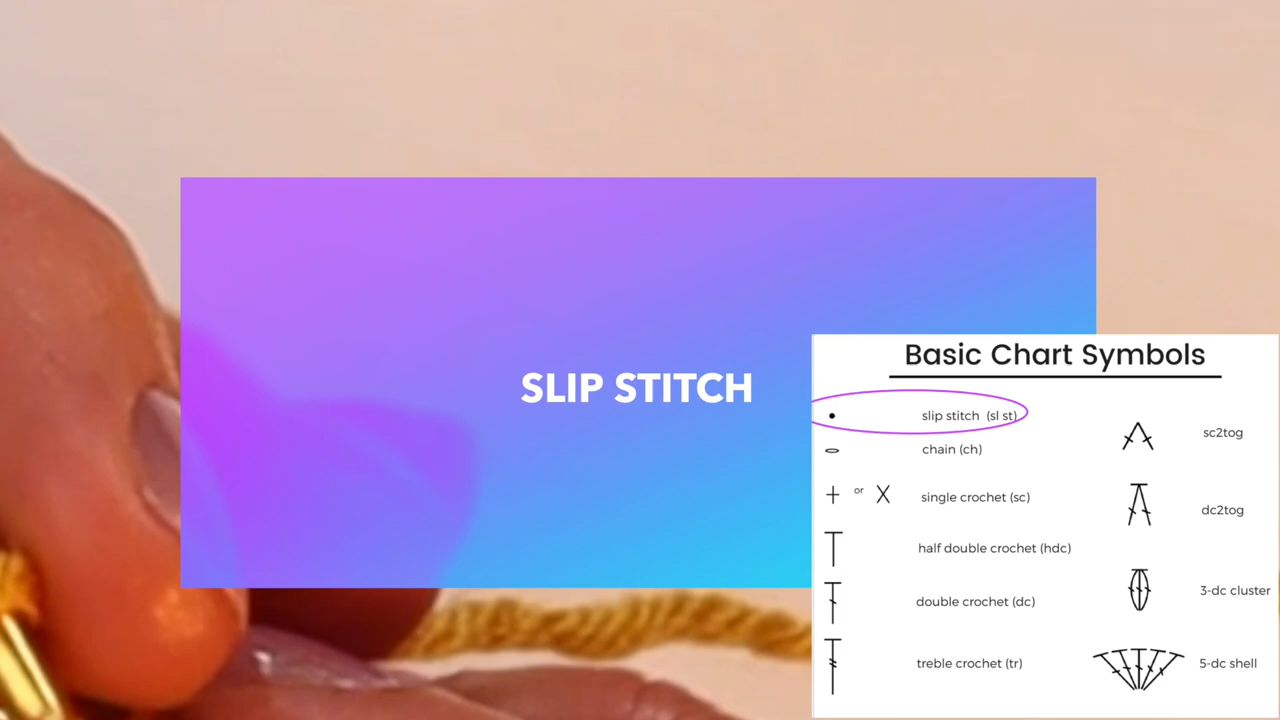 SLIP STITCH
Basic Chart Symbols
slip stitch (sl st)
chain (ch)
or
single crochet (sc)
half double crochet (hdc)
double crochet (dc)
treble crochet (tr)
sc2tog
dc2tog
3-dc cluster
5-dc shell